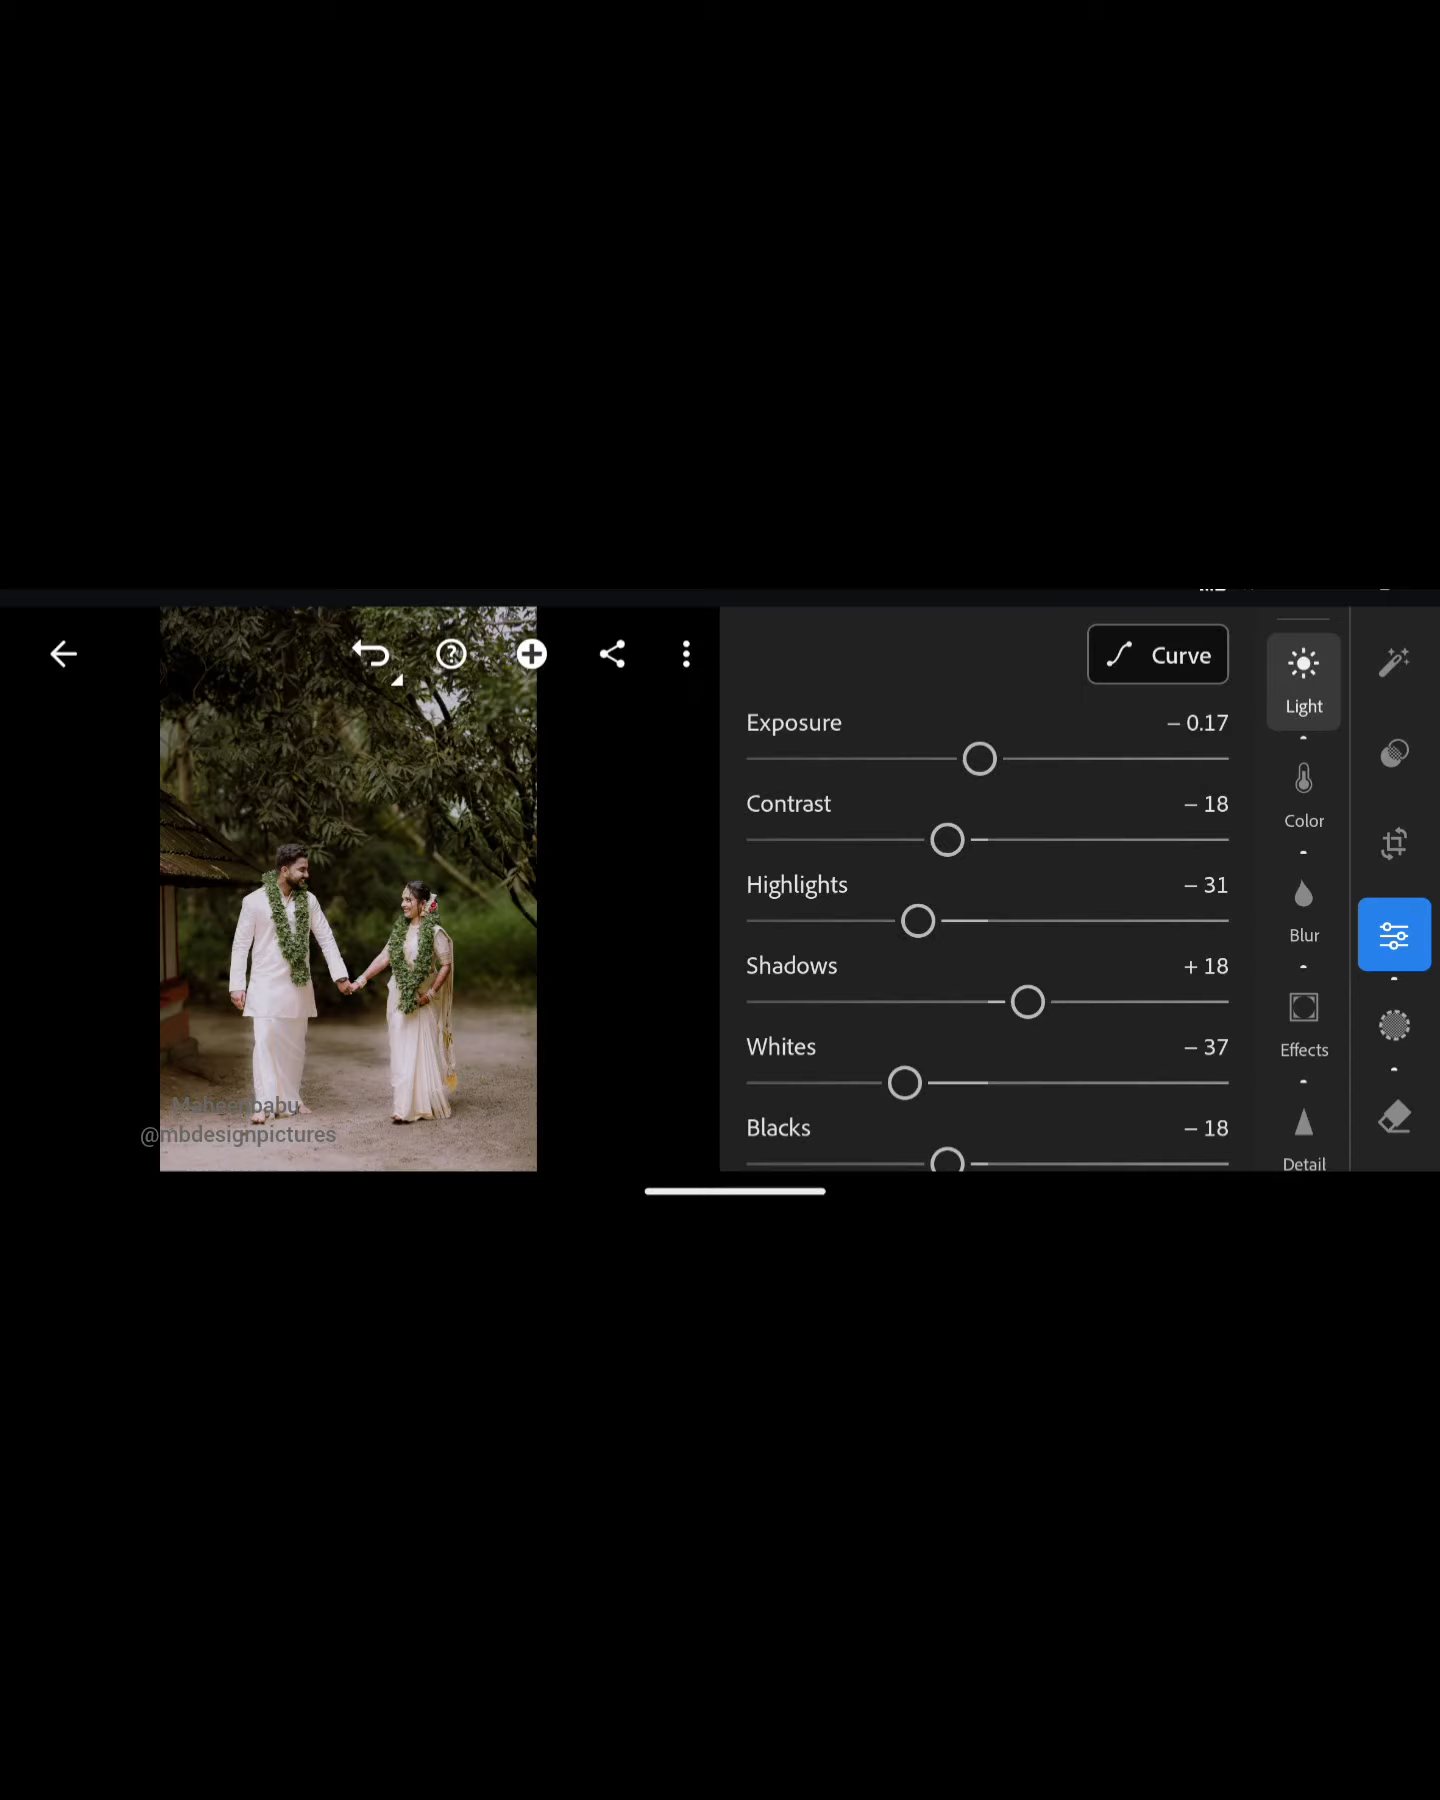 Curve
Light
Exposure – 0.17
Contrast – 18
Color
Highlights – 31
Blur
Shadows + 18
Whites – 37
Effects
Blacks – 18
Detail
Maheepbabu
@mbdesignpictures